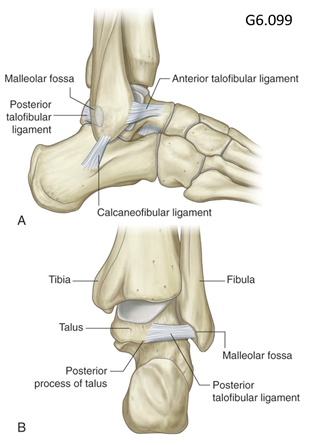 G6.099
Malleolar fossa
Anterior talofibular ligament
Posterior
talofibular
ligament
Calcaneofibular ligament
A
Tibia
Fibula
Talus
Malleolar fossa
Posterior
process of talus
Posterior
talofibular ligament
B